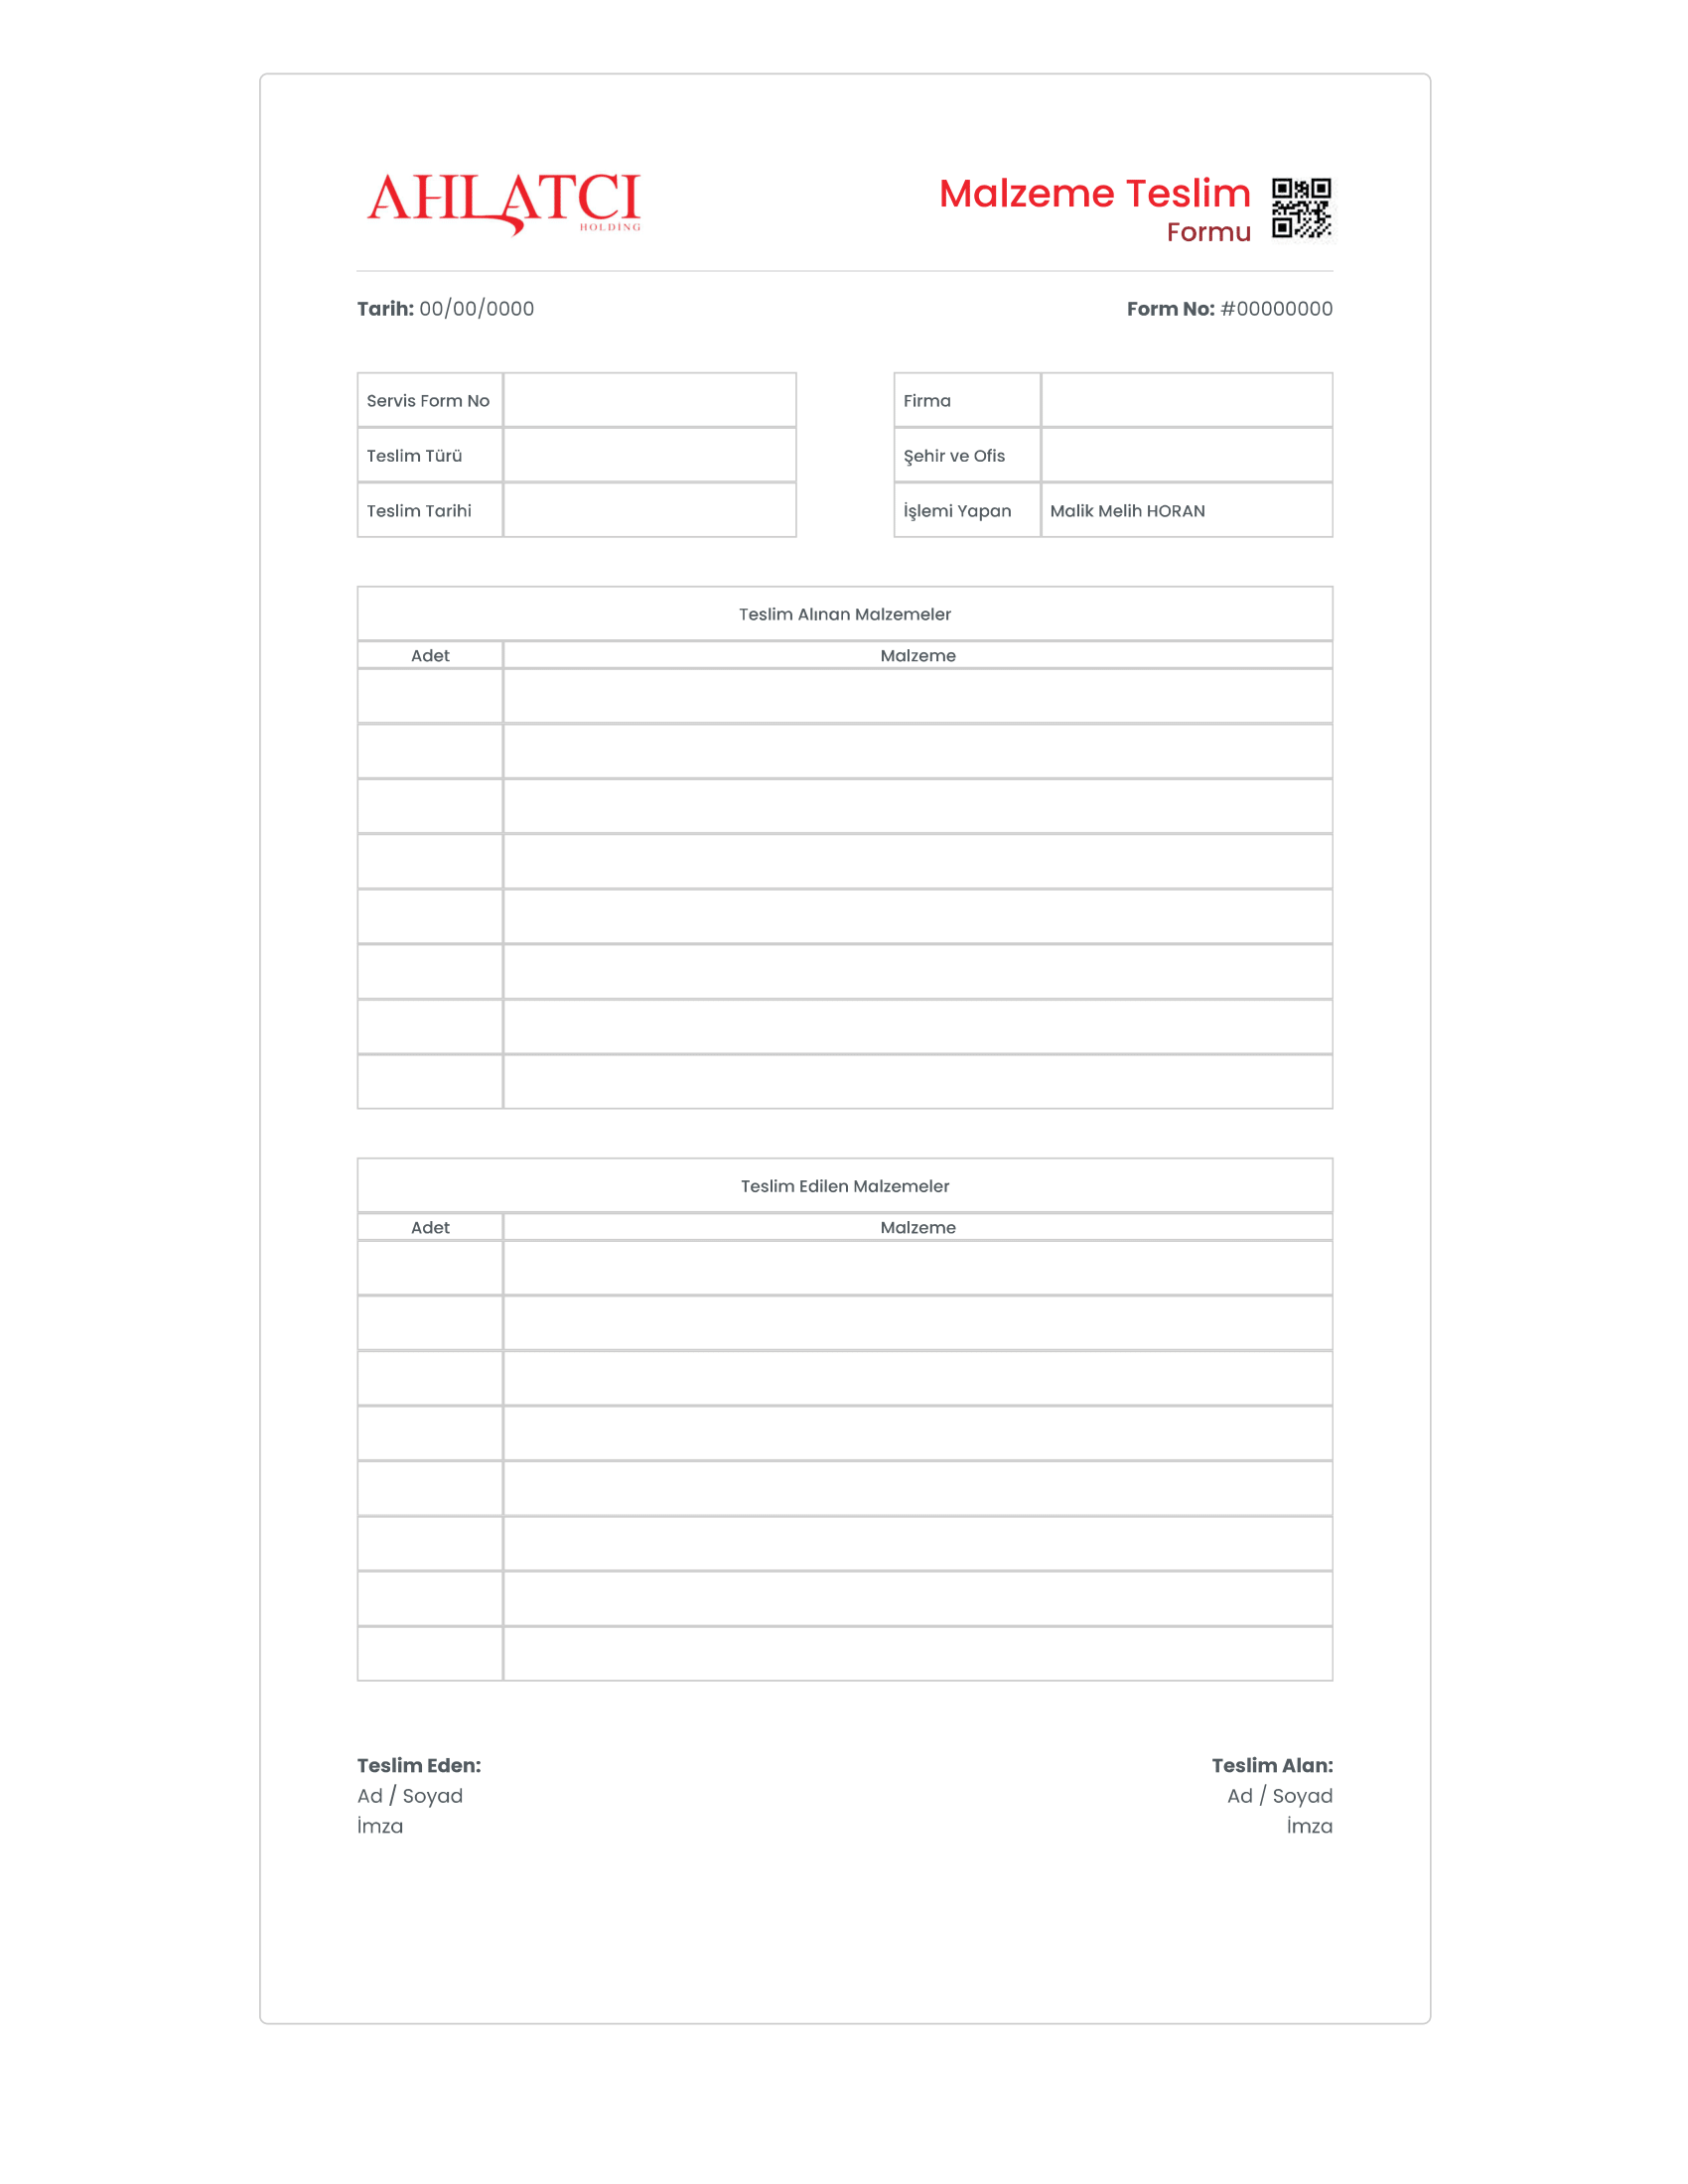 AHLATCI
HOLDİNG
Malzeme Teslim
Formu
Tarih: 00/00/0000
Form No: #00000000
Servis Form No
Teslim Türü
Teslim Tarihi
Firma
Şehir ve Ofis
İşlemi Yapan Malik Melih HORAN
Teslim Alınan Malzemeler
Adet Malzeme
Teslim Edilen Malzemeler
Adet Malzeme
Teslim Eden:
Ad / Soyad
İmza
Teslim Alan:
Ad / Soyad
İmza